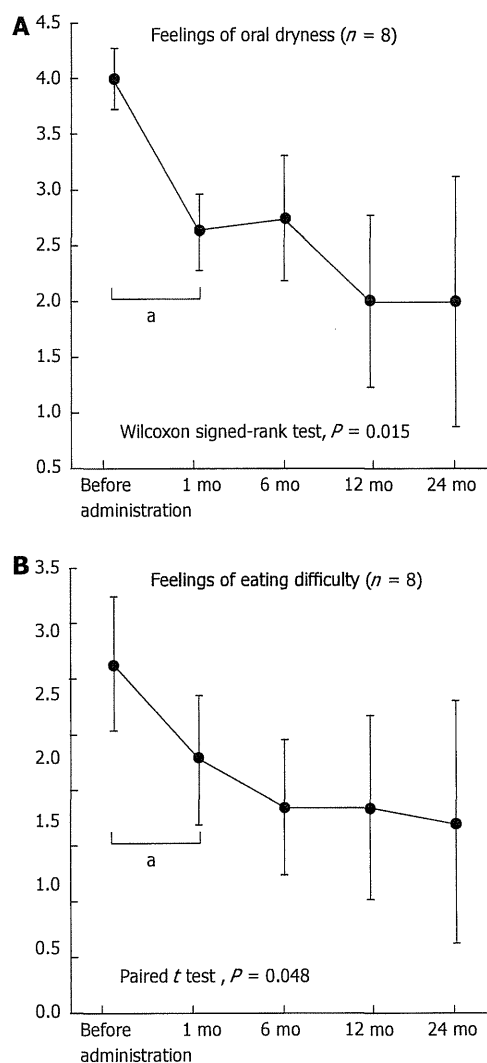 A
Feelings of oral dryness (n = 8)
4.5
4.0
3.5
3.0
2.5
2.0
1.5
1.0
0.5
a
Wilcoxon signed-rank test, P = 0.015
Before administration
1 mo
6 mo
12 mo
24 mo
B
Feelings of eating difficulty (n = 8)
3.5
3.0
2.5
2.0
1.5
1.0
0.5
0.0
a
Paired t test , P = 0.048
Before administration
1 mo
6 mo
12 mo
24 mo